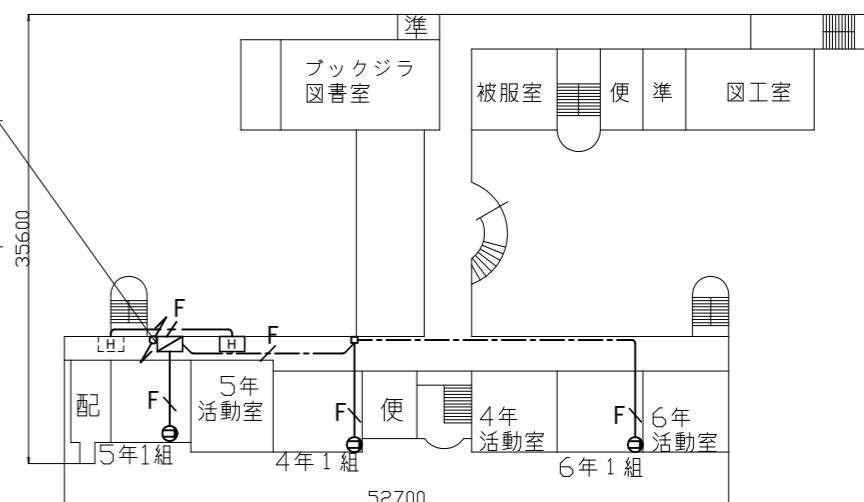 準
ブックジラ
図書室
被服室
便
準
図工室
35600
F
H
H
F
配
F
5年
活動室
F
便
4年
活動室
F
6年
活動室
5年1組
4年1組
6年1組
52700